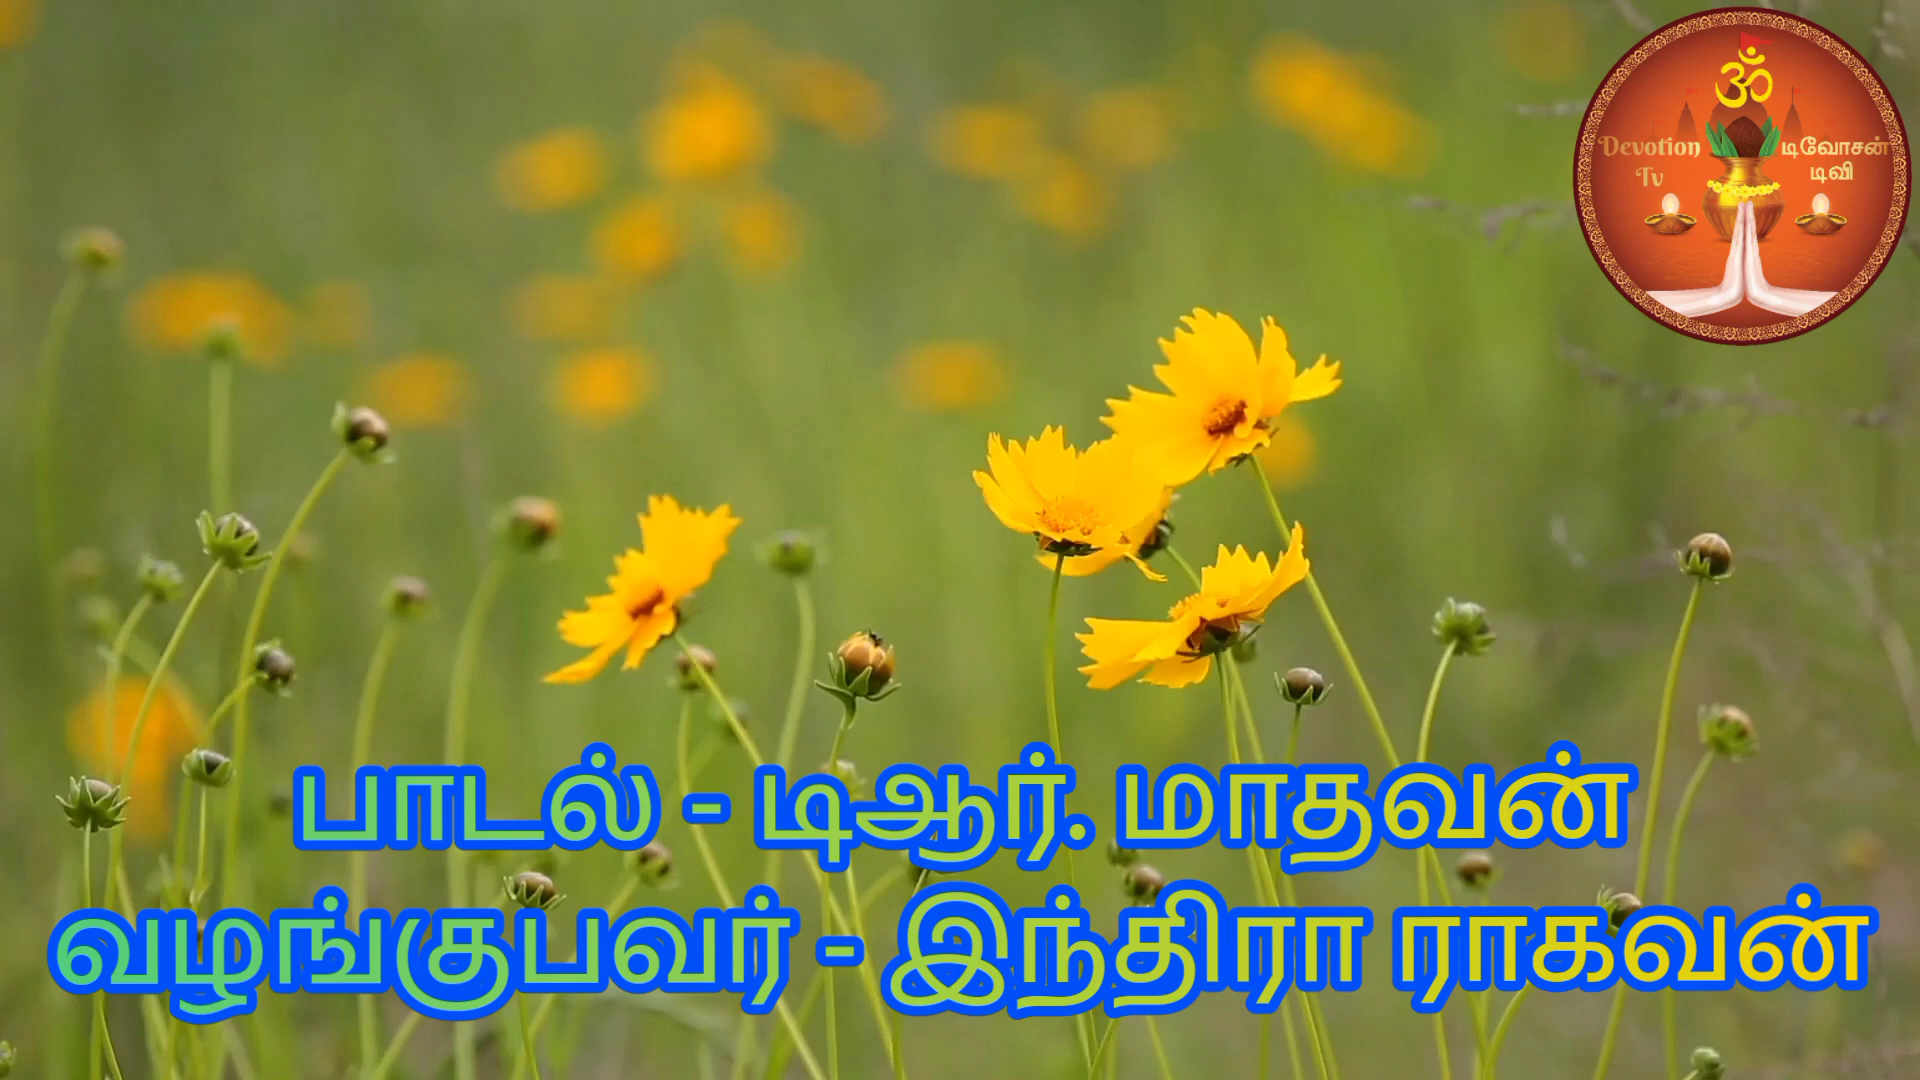 Devotion
Tv
டிவோசன்
டிவி
பாடல் - டிஆர். மாதவன்
வழங்குபவர் - இந்திரா ராகவன்